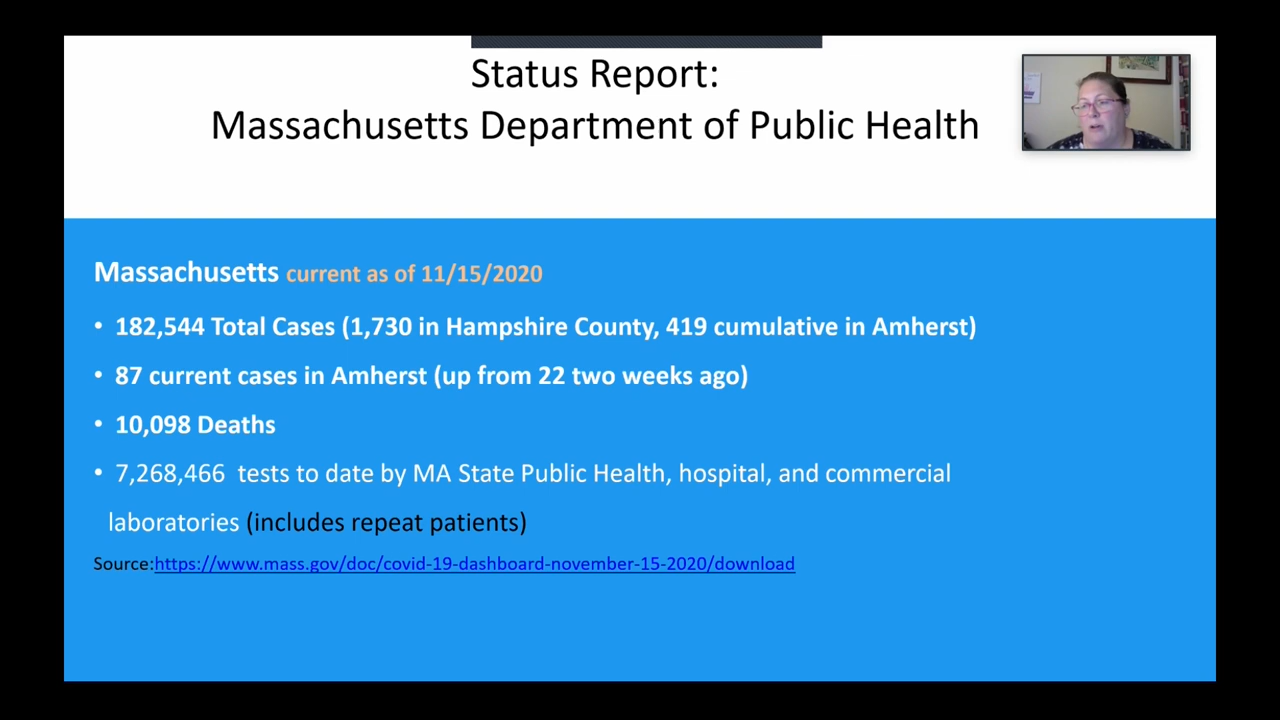 Status Report:
Massachusetts Department of Public Health
Massachusetts current as of 11/15/2020
• 182,544 Total Cases (1,730 in Hampshire County, 419 cumulative in Amherst)
• 87 current cases in Amherst (up from 22 two weeks ago)
• 10,098 Deaths
• 7,268,466 tests to date by MA State Public Health, hospital, and commercial
laboratories (includes repeat patients)
Source:https://www.mass.gov/doc/covid-19-dashboard-november-15-2020/download